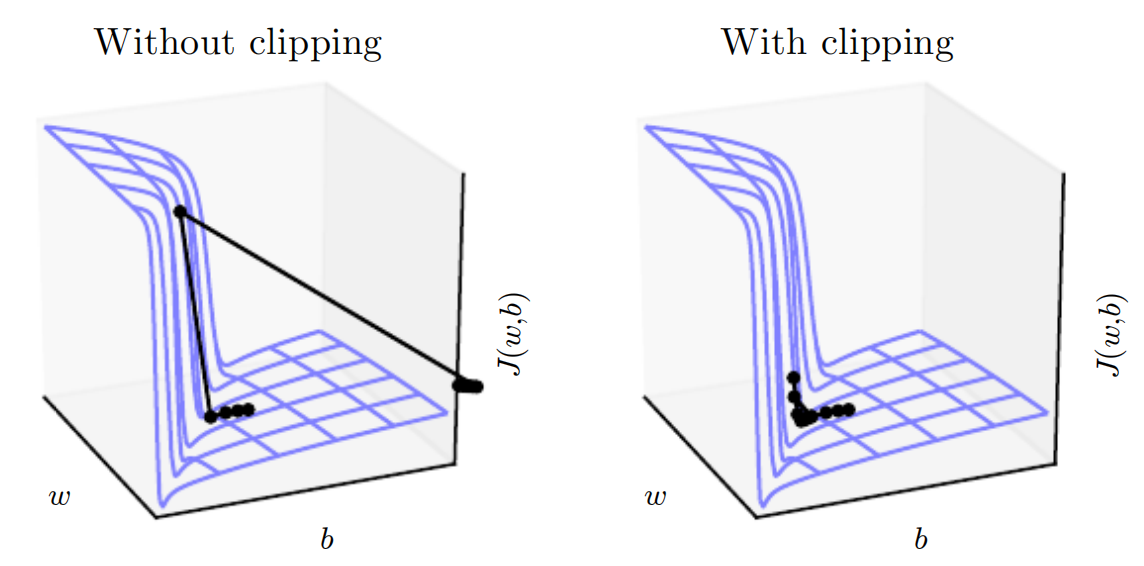 Without clipping
With clipping
J(w,b)
J(w,b)
w
w
b
b